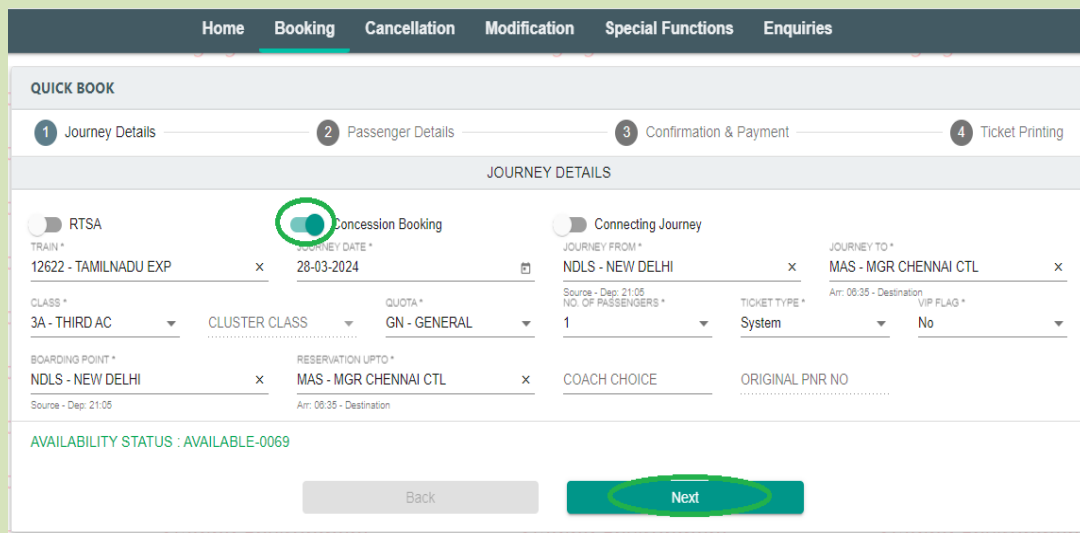 Home Booking Cancellation Modification Special Functions Enquiries
QUICK BOOK
1 Journey Details 2 Passenger Details 3 Confirmation & Payment 4 Ticket Printing
JOURNEY DETAILS
RTSA Concession Booking Connecting Journey
TRAIN * JOURNEY DATE * JOURNEY FROM * JOURNEY TO *
12622 - TAMILNADU EXP × 28-03-2024 NDLS - NEW DELHI × MAS - MGR CHENNAI CTL ×
Source - Dep: 21:05 Arr: 06:35 - Destination
CLASS * QUOTA * NO. OF PASSENGERS * TICKET TYPE * VIP FLAG *
3A - THIRD AC CLUSTER CLASS GN - GENERAL 1 System No
BOARDING POINT * RESERVATION UPTO *
NDLS - NEW DELHI × MAS - MGR CHENNAI CTL × COACH CHOICE ORIGINAL PNR NO
Source - Dep: 21:05 Arr: 06:35 - Destination
AVAILABILITY STATUS : AVAILABLE-0069
Back Next